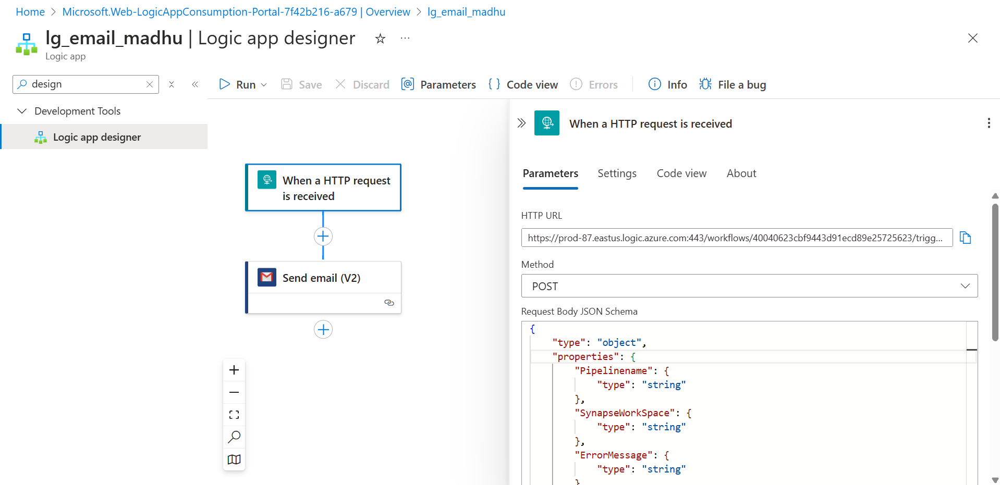 Home > Microsoft.Web-LogicAppConsumption-Portal-7f42b216-a679 | Overview > lg_email_madhu
lg_email_madhu | Logic app designer
Logic app
design
Run Save Discard Parameters Code view Errors Info File a bug
Development Tools
Logic app designer
When a HTTP request
is received
Send email (V2)
When a HTTP request is received
Parameters Settings Code view About
HTTP URL
https://prod-87.eastus.logic.azure.com:443/workflows/40040623cbf9443d91ecd89e25725623/trigg...
Method
POST
Request Body JSON Schema
{
"type": "object",
"properties": {
"Pipelinename": {
"type": "string"
},
"SynapseWorkSpace": {
"type": "string"
},
"ErrorMessage": {
"type": "string"
}